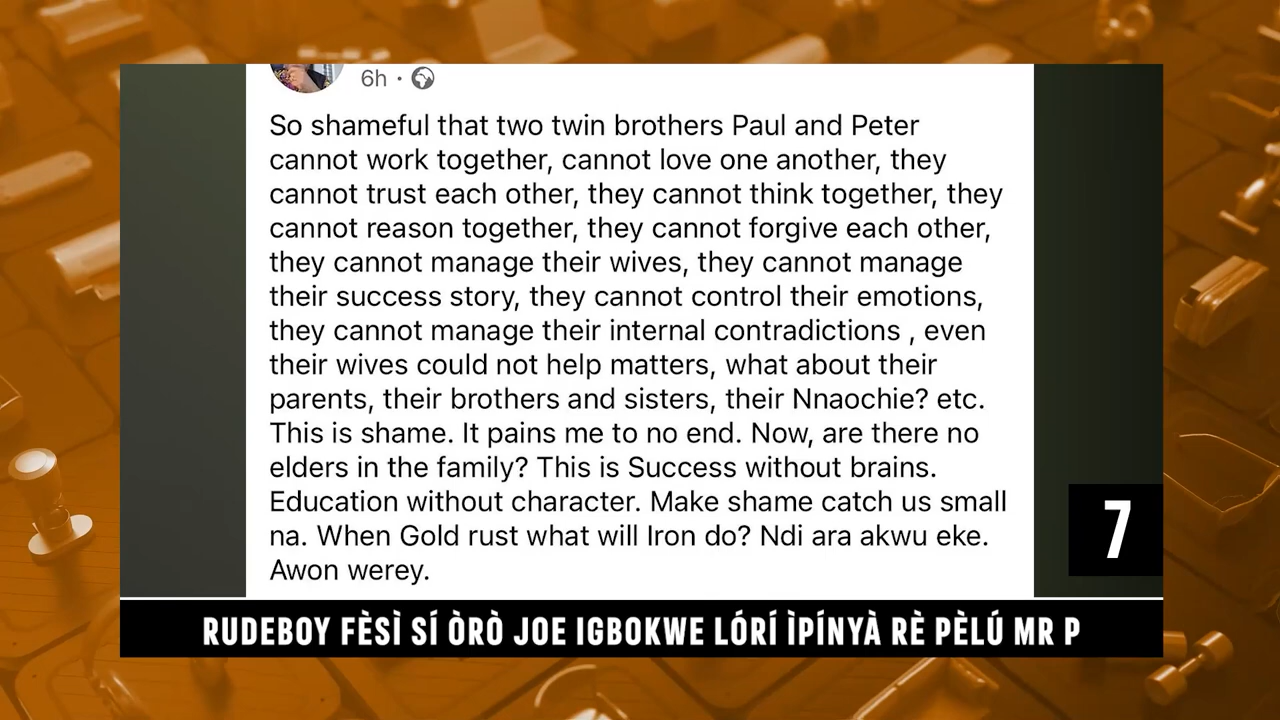 6h ·
So shameful that two twin brothers Paul and Peter
cannot work together, cannot love one another, they
cannot trust each other, they cannot think together, they
cannot reason together, they cannot forgive each other,
they cannot manage their wives, they cannot manage
their success story, they cannot control their emotions,
they cannot manage their internal contradictions , even
their wives could not help matters, what about their
parents, their brothers and sisters, their Nnaochie? etc.
This is shame. It pains me to no end. Now, are there no
elders in the family? This is Success without brains.
Education without character. Make shame catch us small
na. When Gold rust what will Iron do? Ndi ara akwu eke.
Awon werey.
7
RUDEBOY FÈSÌ SÍ ÒRÒ JOE IGBOKWE LÓRÍ ÌPÍNYÀ RÈ PÈLÚ MR P